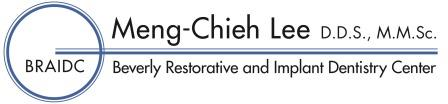 Meng-Chieh Lee D.D.S., M.M.Sc.
BRAIDC
Beverly Restorative and Implant Dentistry Center